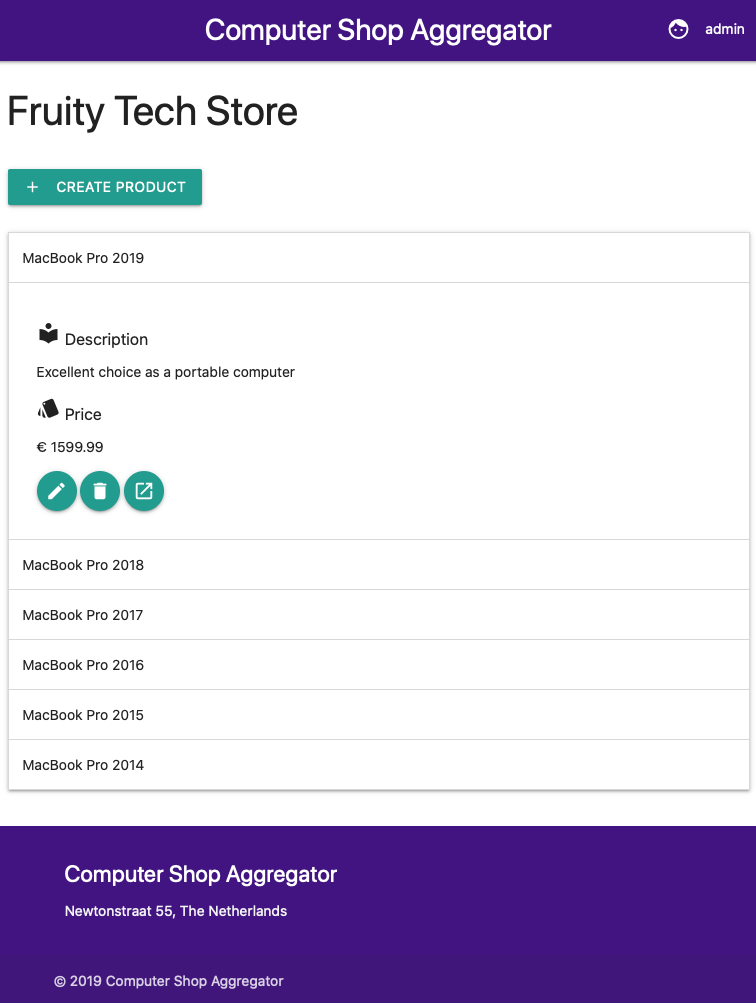 Computer Shop Aggregator
admin
Fruity Tech Store
CREATE PRODUCT
MacBook Pro 2019
Description
Excellent choice as a portable computer
Price
€ 1599.99
MacBook Pro 2018
MacBook Pro 2017
MacBook Pro 2016
MacBook Pro 2015
MacBook Pro 2014
Computer Shop Aggregator
Newtonstraat 55, The Netherlands
© 2019 Computer Shop Aggregator